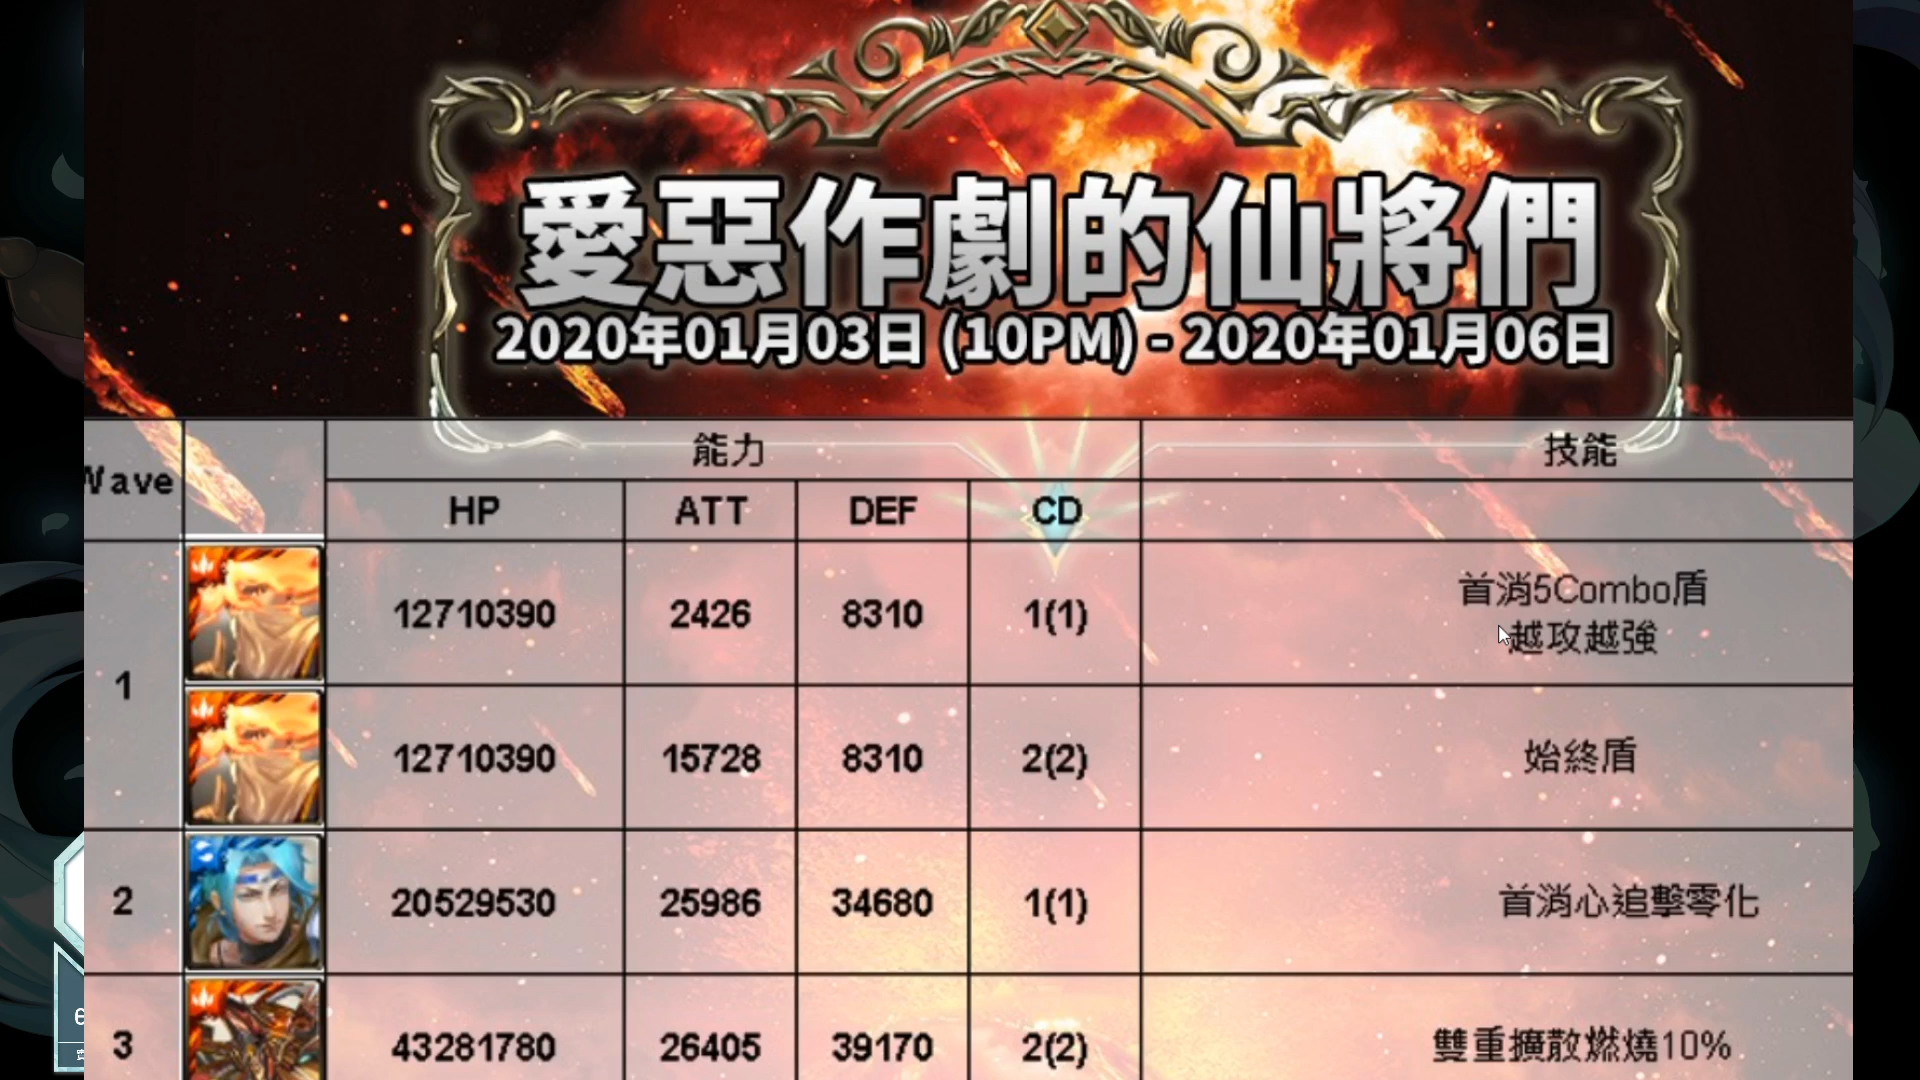 愛惡作劇的仙將們
2020年01月03日 (10PM) - 2020年01月06日
Wave 能力 技能
HP ATT DEF CD
1
12710390 2426 8310 1(1) 首消5Combo盾
越攻越強
12710390 15728 8310 2(2) 始終盾
2 20529530 25986 34680 1(1) 首消心追擊零化
3 43281780 26405 39170 2(2) 雙重擴散燃燒10%
6